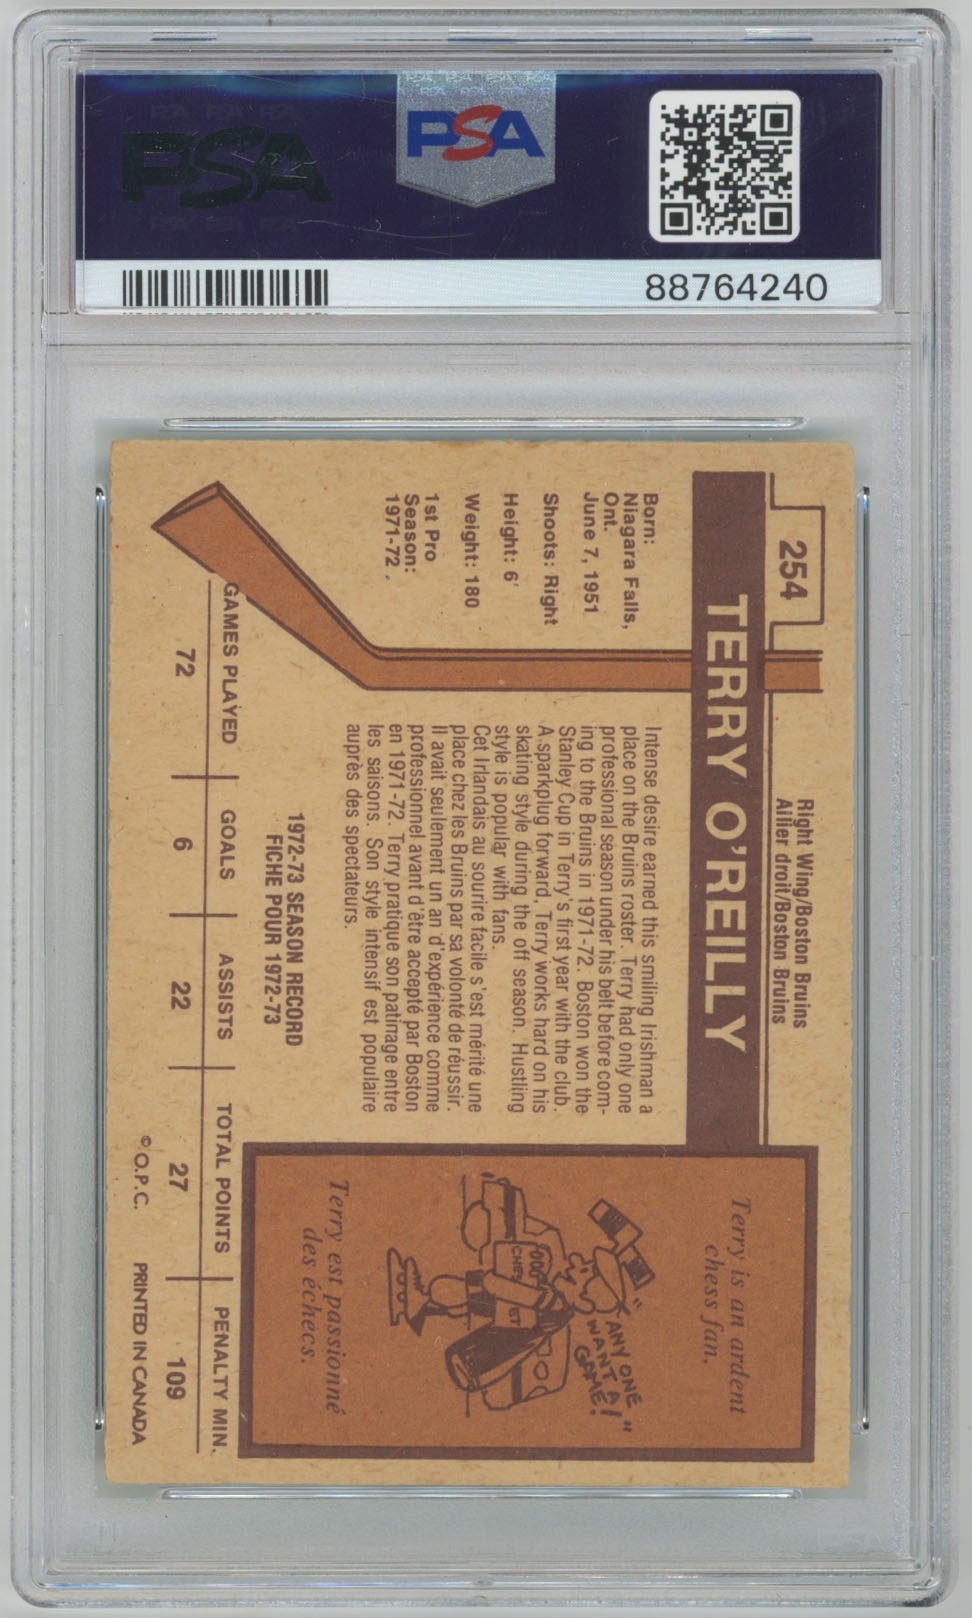 PSA
PSA
88764240
254
TERRY O'REILLY
Right Wing/Boston Bruins
Ailier droit/Boston Bruins
Born:
Niagara Falls,
Ont.
June 7, 1951
Shoots: Right
Height: 6'
Weight: 180
1st Pro
Season:
1971-72
Intense desire earned this smiling Irishman a
place on the Bruins roster. Terry had only one
professional season under his belt before com-
ing to the Bruins in 1971-72. Boston won the
Stanley Cup in Terry's first year with the club.
A sparkplug forward, Terry works hard on his
skating style during the off season. Hustling
style is popular with fans.
Cet Irlandais au sourire facile s'est mérité une
place chez les Bruins par sa volonté de réussir.
Il avait seulement un an d'expérience comme
professionnel avant d'être accepté par Boston
en 1971-72. Terry pratique son patinage entre
les saisons. Son style intensif est populaire
auprès des spectateurs.
1972-73 SEASON RECORD
FICHE POUR 1972-73
GAMES PLAYED GOALS ASSISTS TOTAL POINTS PENALTY MIN.
72 6 22 27 109
© O.P.C. PRINTED IN CANADA
Terry is an ardent
chess fan.
"ANY ONE
WANT A
GAME!"
Terry est passionné
des échecs.